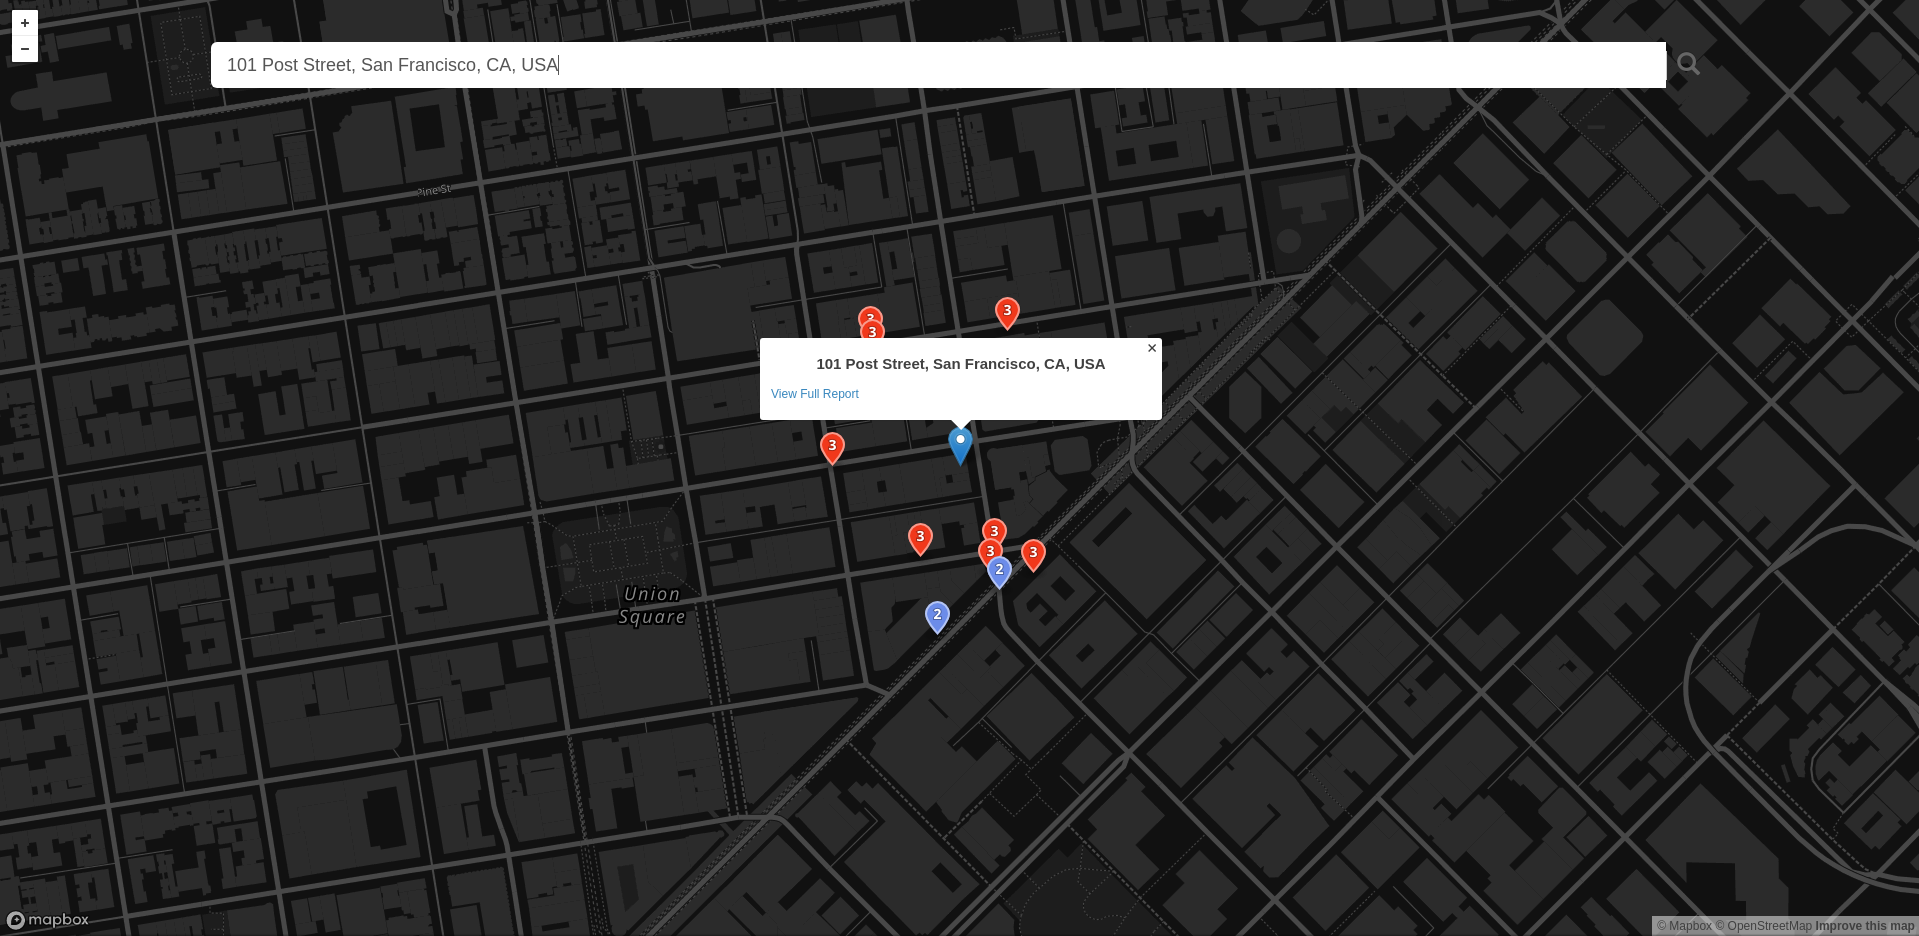 +
−
101 Post Street, San Francisco, CA, USA
Pine St
3
3
3
×
101 Post Street, San Francisco, CA, USA
View Full Report
3
3
3
3
3
2
2
Union
Square
mapbox
© Mapbox © OpenStreetMap Improve this map